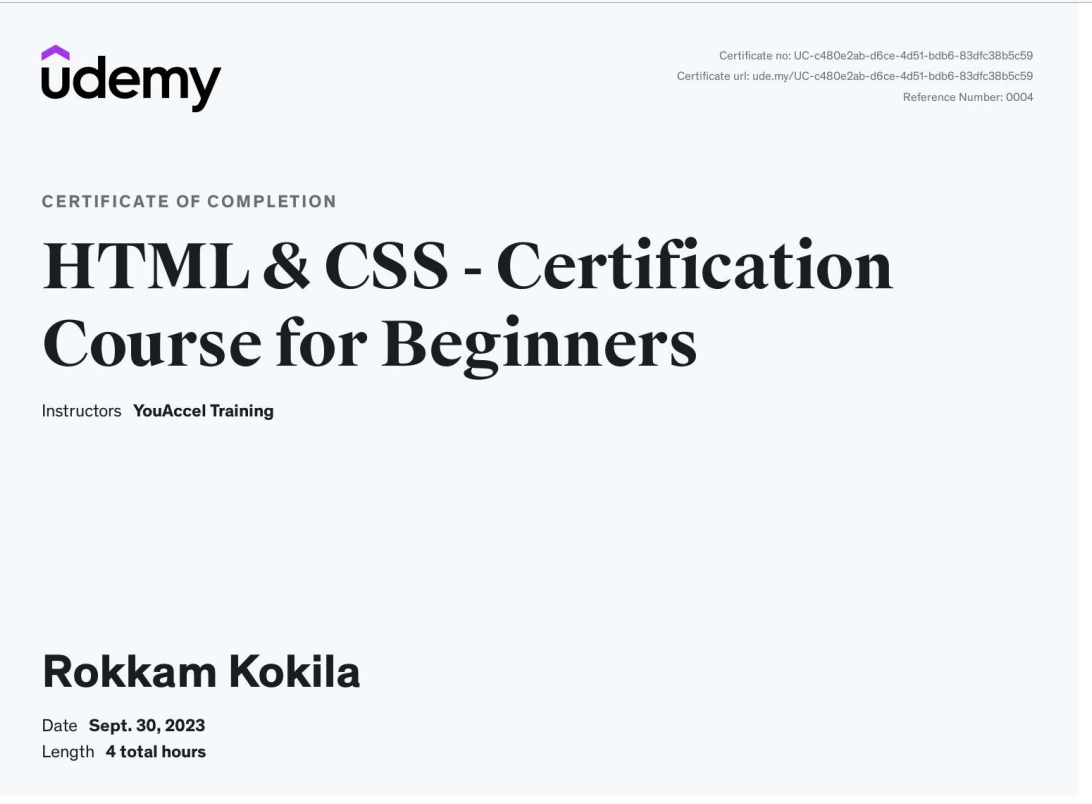 udemy
Certificate no: UC-c480e2ab-d6ce-4d51-bdb6-83dfc38b5c59
Certificate url: ude.my/UC-c480e2ab-d6ce-4d51-bdb6-83dfc38b5c59
Reference Number: 0004
CERTIFICATE OF COMPLETION
HTML & CSS - Certification
Course for Beginners
Instructors YouAccel Training
Rokkam Kokila
Date Sept. 30, 2023
Length 4 total hours